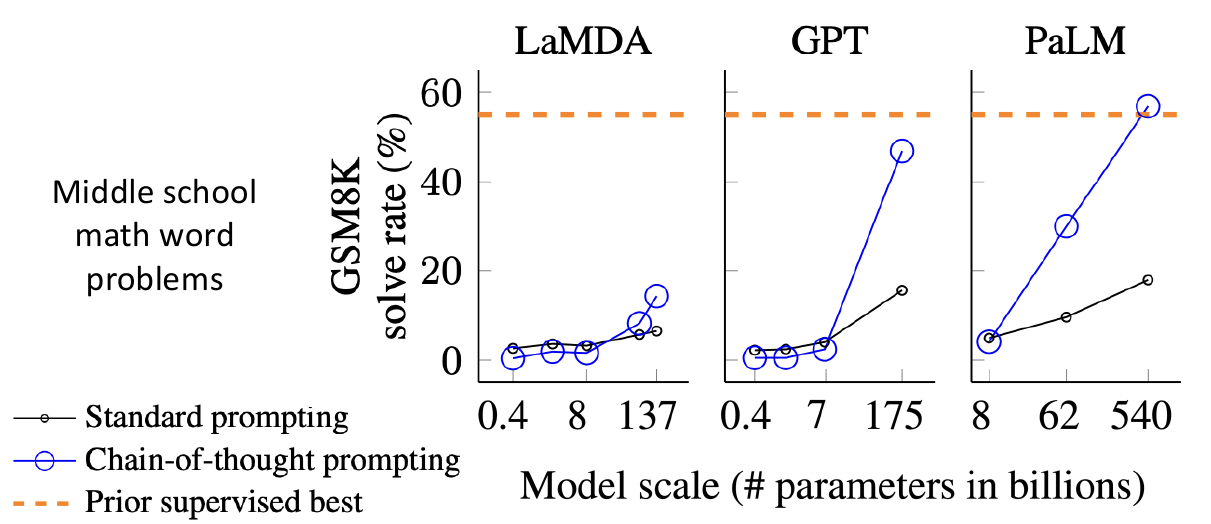 LaMDA
GPT
PaLM
60
40
20
0
GSM8K
solve rate (%)
Middle school
math word
problems
0.4 8 137
0.4 7 175
8 62 540
Model scale (# parameters in billions)
Standard prompting
Chain-of-thought prompting
Prior supervised best